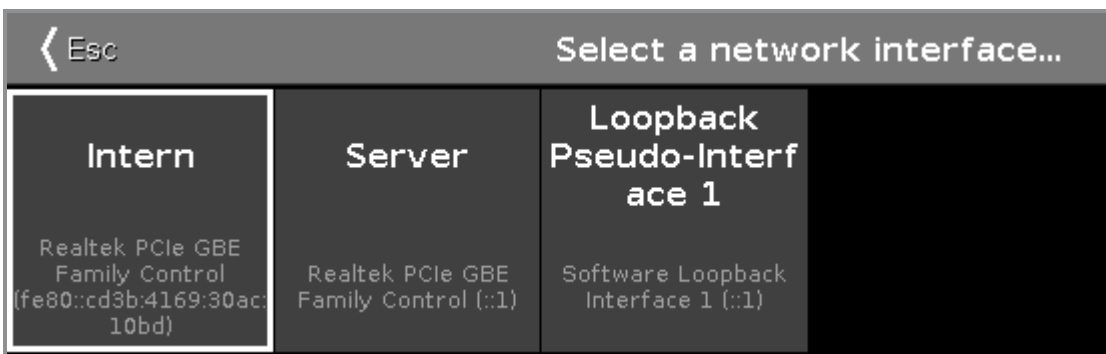 Esc
Select a network interface...
Intern
Realtek PCIe GBE
Family Control
(fe80::cd3b:4169:30ac:
10bd)
Server
Realtek PCIe GBE
Family Control (::1)
Loopback
Pseudo-Interf
ace 1
Software Loopback
Interface 1 (::1)